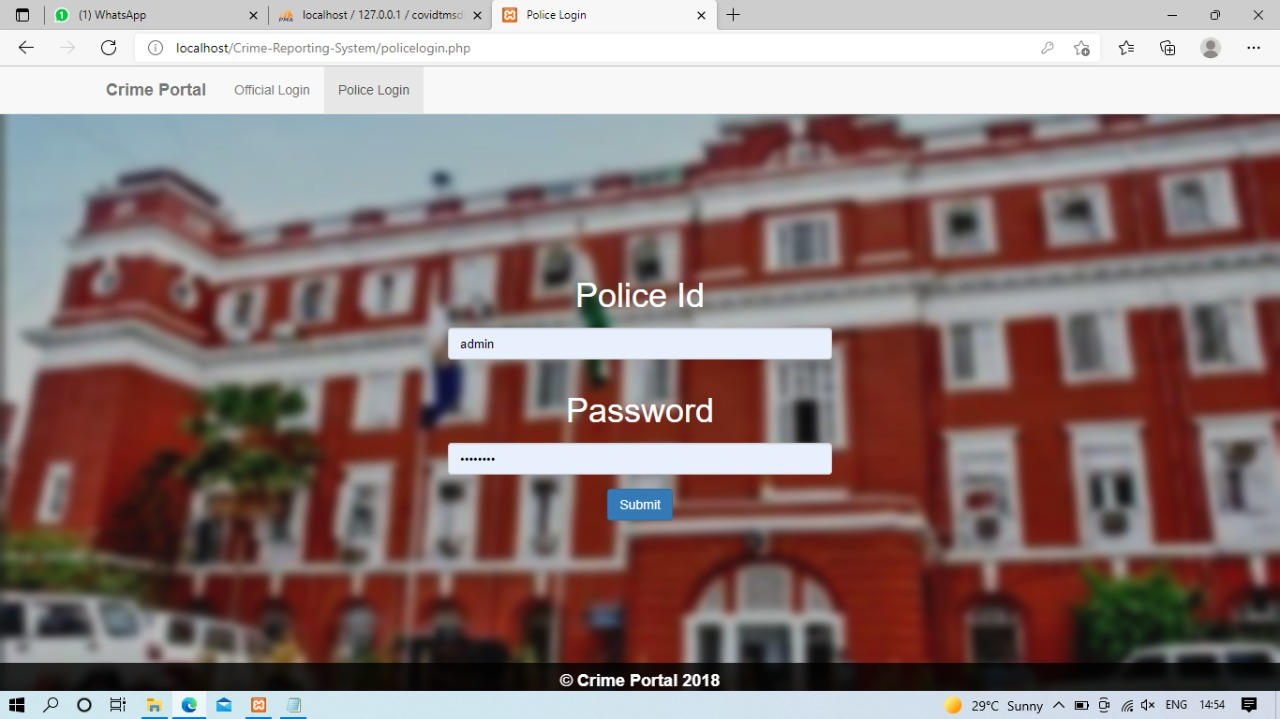 (1) WhatsApp
localhost / 127.0.0.1 / covidtmsd
Police Login
localhost/Crime-Reporting-System/policelogin.php
Crime Portal
Official Login
Police Login
Police Id
admin
Password
••••••••
Submit
© Crime Portal 2018
29°C Sunny
ENG
14:54